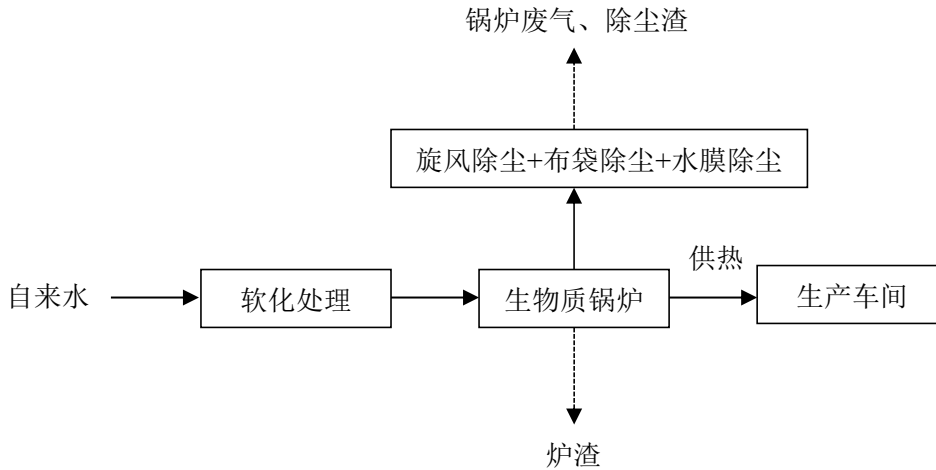 锅炉废气、除尘渣
旋风除尘+布袋除尘+水膜除尘
供热
自来水
软化处理
生物质锅炉
生产车间
炉渣